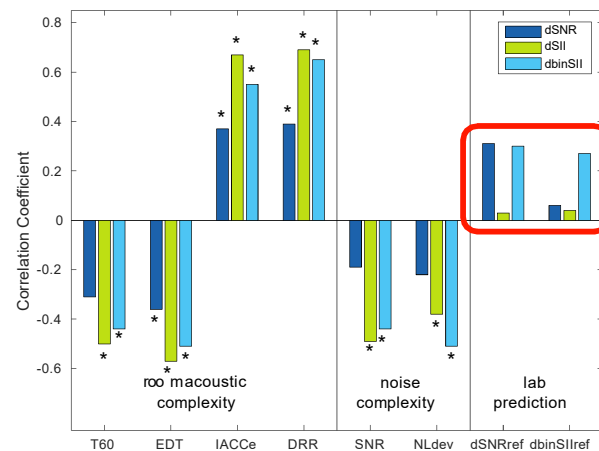 0.8
0.6
0.4
0.2
0
-0.2
-0.4
-0.6
Correlation Coefficient
dSNR
dSII
dbinSII
* * * * * *
* * * * * * * *
roo macoustic
complexity
noise
complexity
lab
prediction
T60 EDT IACCe DRR SNR NLdev dSNRref dbinSIIref